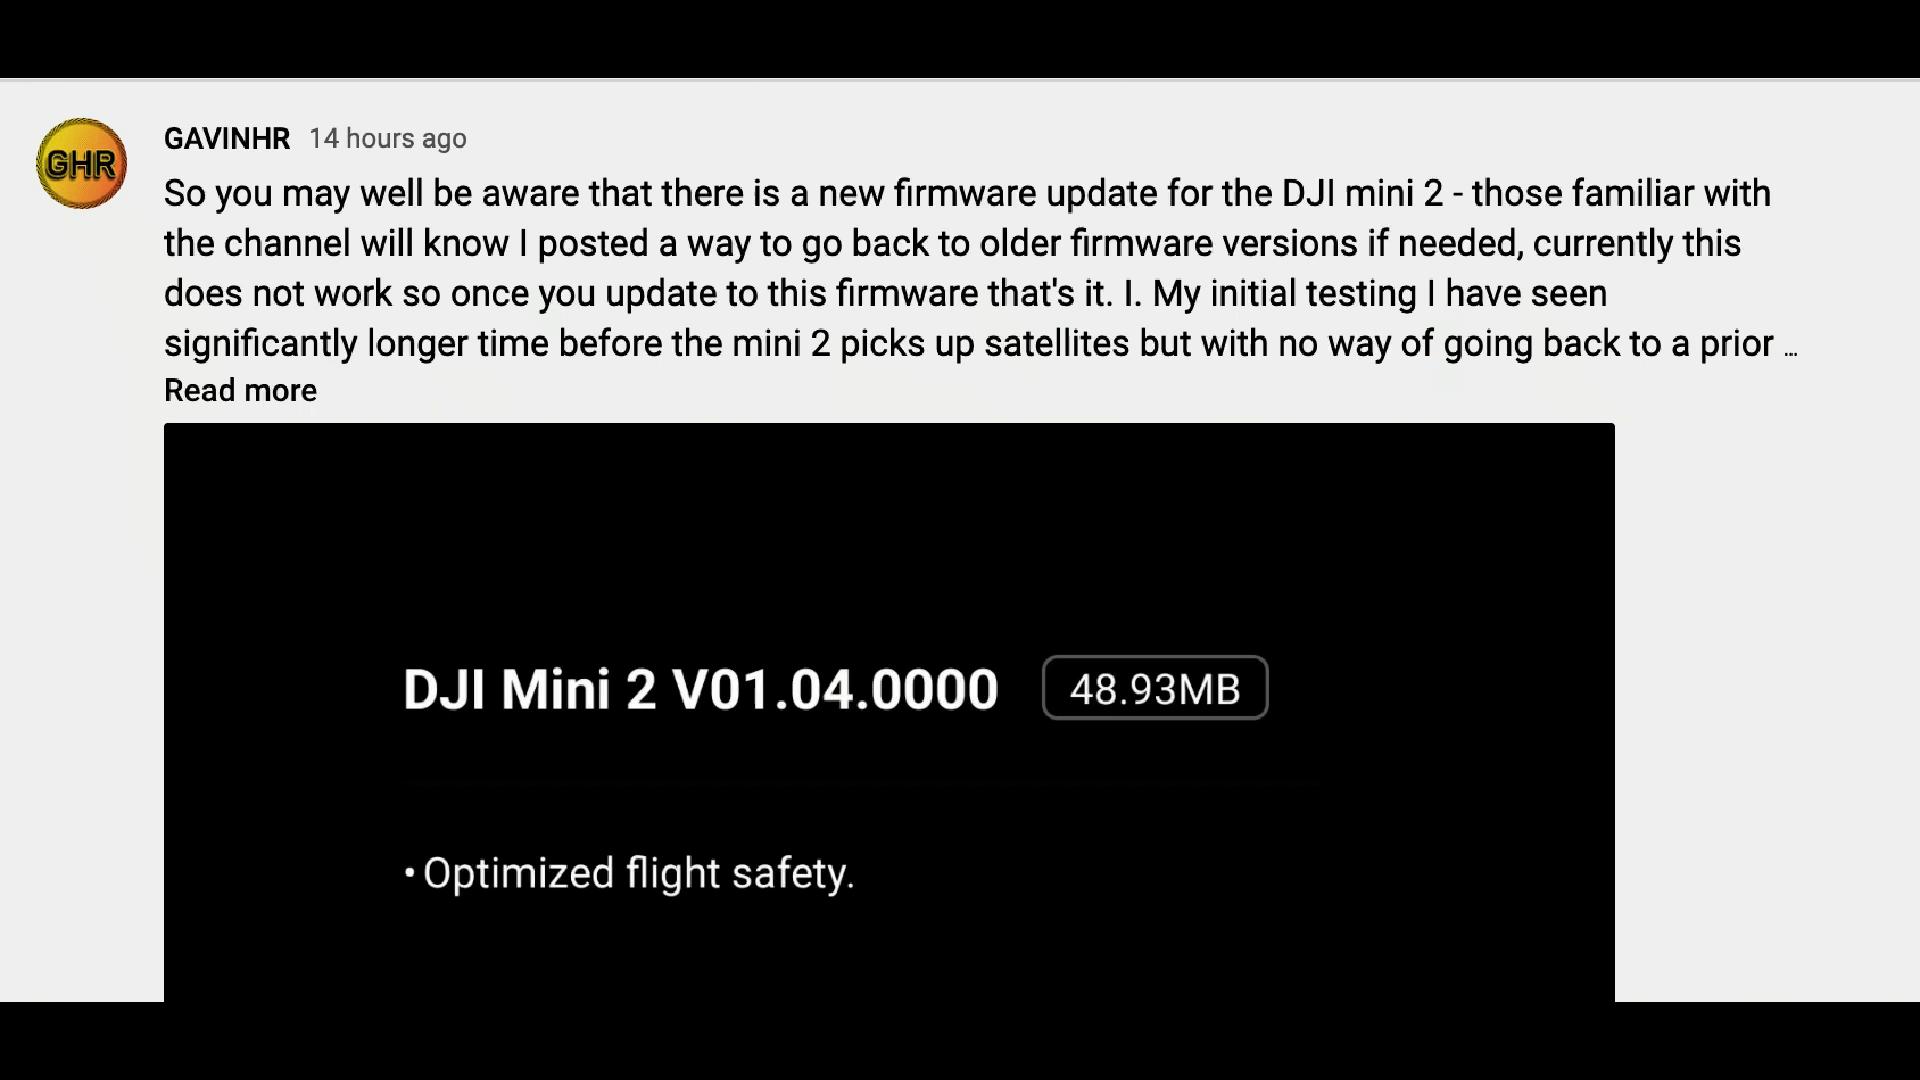 GHR
GAVINHR 14 hours ago
So you may well be aware that there is a new firmware update for the DJI mini 2 - those familiar with
the channel will know I posted a way to go back to older firmware versions if needed, currently this
does not work so once you update to this firmware that's it. I. My initial testing I have seen
significantly longer time before the mini 2 picks up satellites but with no way of going back to a prior ...
Read more
DJI Mini 2 V01.04.0000 48.93MB
• Optimized flight safety.